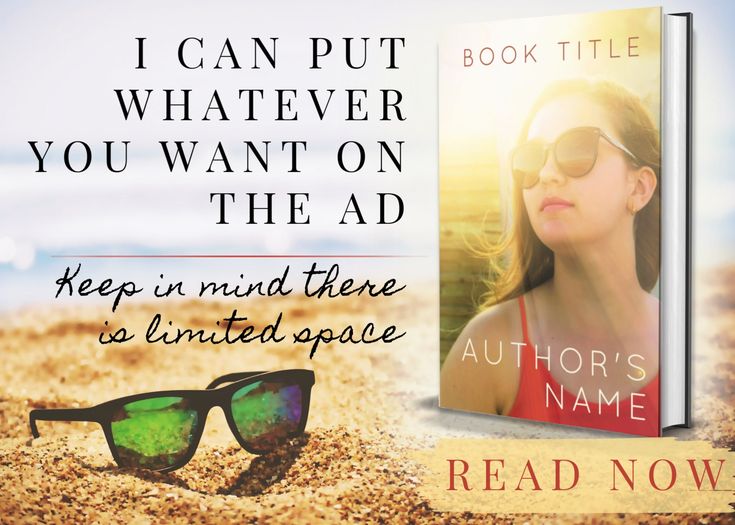 I CAN PUT
WHATEVER
YOU WANT ON
THE AD
Keep in mind there
is limited space
BOOK TITLE
AUTHOR'S
NAME
READ NOW